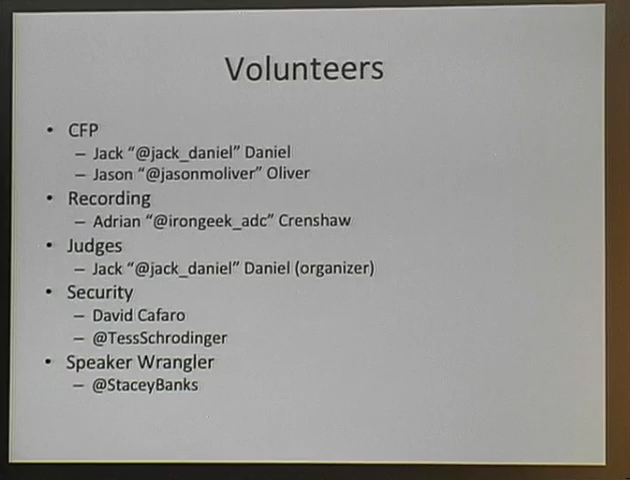 Volunteers
• CFP
– Jack “@jack_daniel” Daniel
– Jason “@jasonmoliver” Oliver
• Recording
– Adrian “@irongeek_adc” Crenshaw
• Judges
– Jack “@jack_daniel” Daniel (organizer)
• Security
– David Cafaro
– @TessSchrodinger
• Speaker Wrangler
– @StaceyBanks